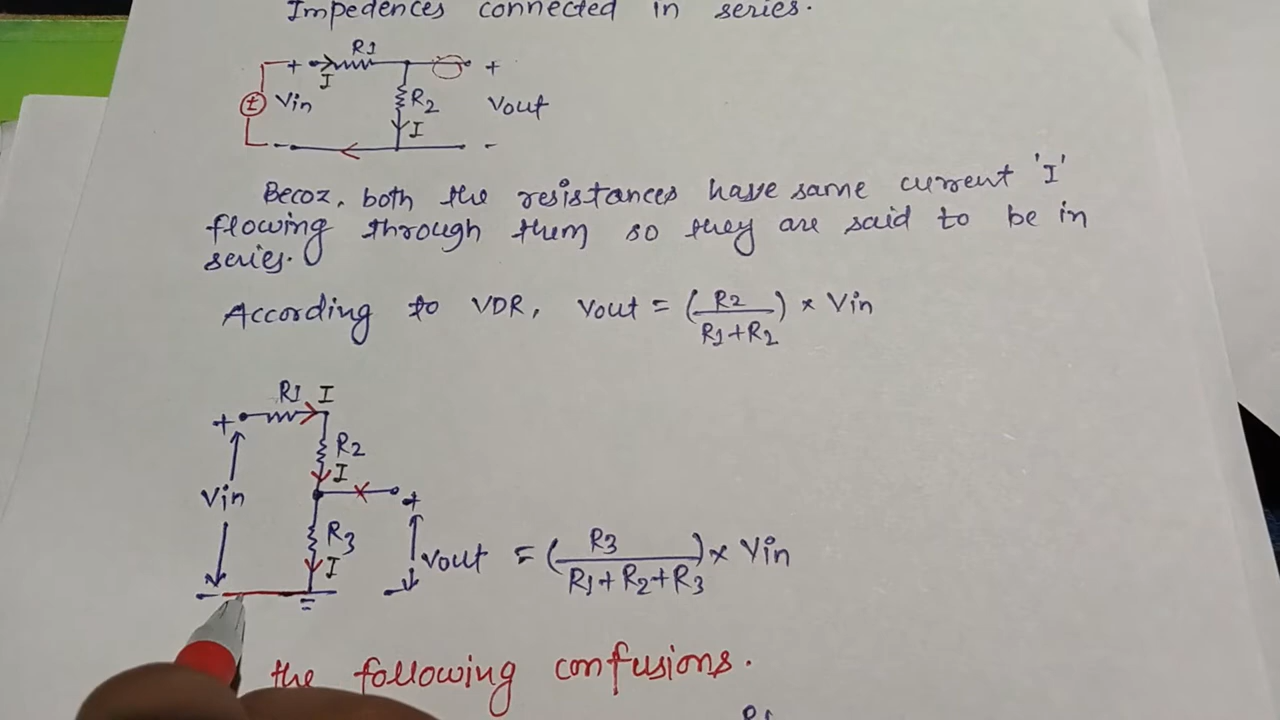 Impedences connected in series.
R1
+ I +
± Vin R2 Vout
I
- -
Becoz, both the resistances have same current 'I'
flowing through them so they are said to be in
series.
According to VDR, Vout = (R2 / R1+R2) × Vin
R1 I
+
R2
I
Vin
+
R3
Vout = (R3 / R1+R2+R3) × Vin
I
- -
the following confusions.
R1